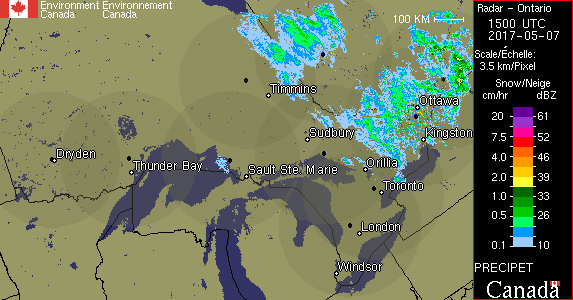 Environment Environnement
Canada Canada
100 KM
Timmins
Ottawa
Sudbury
Kingston
Dryden
Thunder Bay
Sault Ste. Marie
Orillia
Toronto
London
Windsor
Radar - Ontario
1500 UTC
2017-05-07
Scale/Échelle:
3.5 km/Pixel
Snow/Neige
cm/hr dBZ
20 61
7.5 52
4.0 46
2.0 39
1.0 33
0.5 26
0.1 10
PRECIPET
Canada